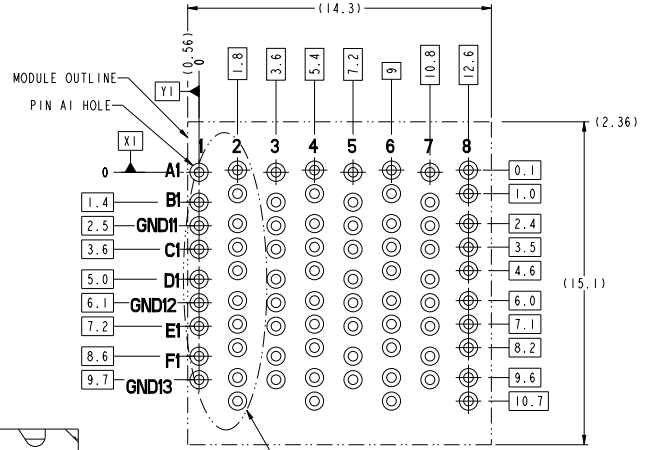 (14.3)
(0.56)
0
1.8
3.6
5.4
7.2
9
10.8
12.6
MODULE OUTLINE
Y1
PIN A1 HOLE
(2.36)
X1
1 2 3 4 5 6 7 8
0 A1 0.1
1.4 B1 1.0
2.5 GND11 2.4
3.6 C1 3.5
5.0 D1 4.6
6.1 GND12 6.0
7.2 E1 7.1
8.6 F1 8.2
9.7 GND13 9.6
10.7
(15.1)